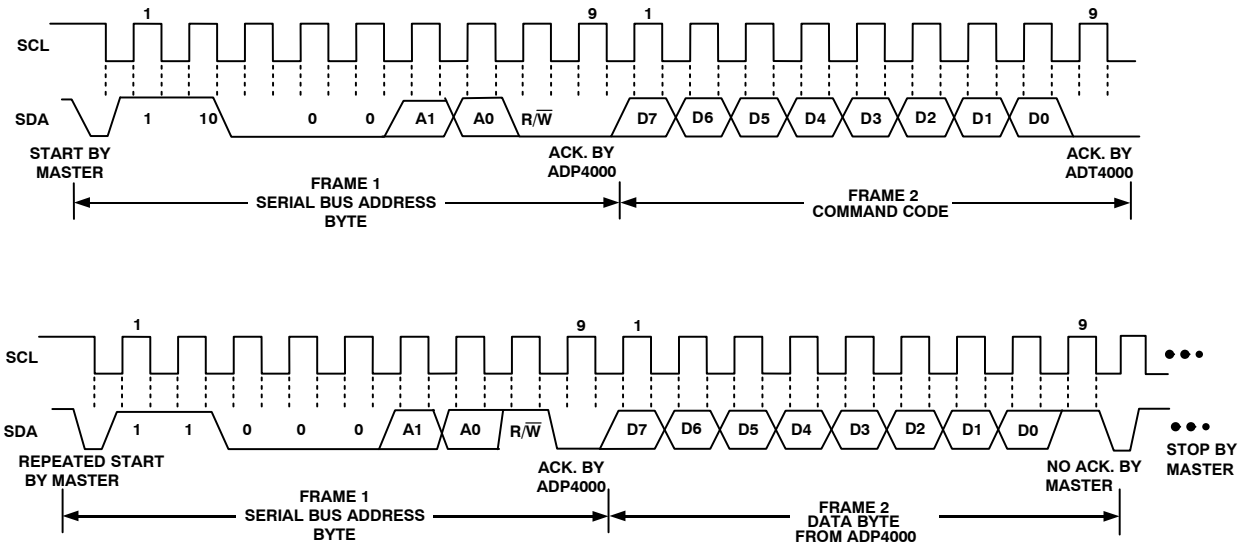 1 9 1 9
SCL
SDA 1 10 0 0 A1 A0 R/W̅ D7 D6 D5 D4 D3 D2 D1 D0
START BY
MASTER
ACK. BY
ADP4000
ACK. BY
ADT4000
FRAME 1
SERIAL BUS ADDRESS
BYTE
FRAME 2
COMMAND CODE
1 9 1 9
SCL
SDA 1 1 0 0 0 A1 A0 R/W̅ D7 D6 D5 D4 D3 D2 D1 D0
REPEATED START
BY MASTER
ACK. BY
ADP4000
NO ACK. BY
MASTER
STOP BY
MASTER
FRAME 1
SERIAL BUS ADDRESS
BYTE
FRAME 2
DATA BYTE
FROM ADP4000